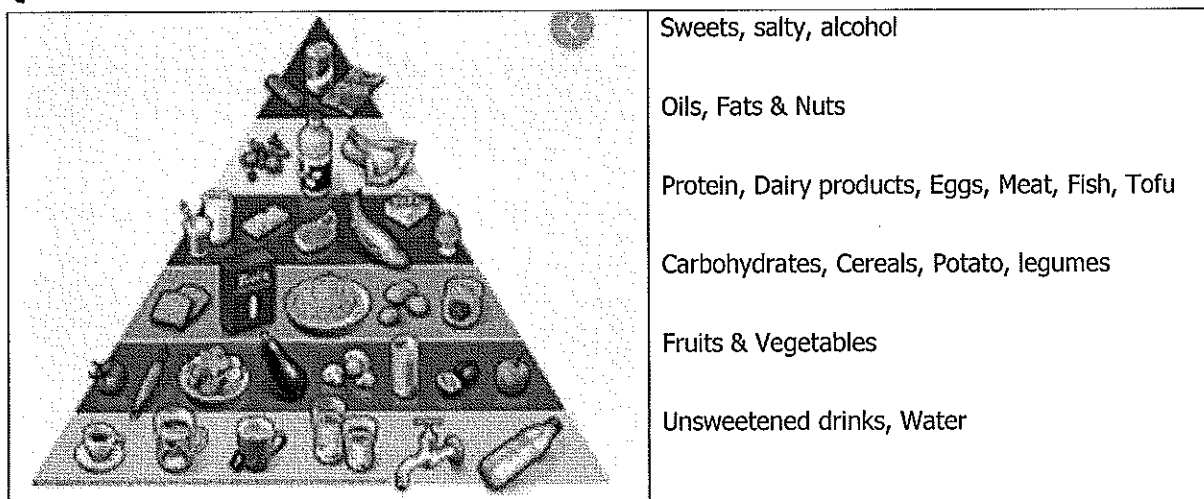 Sweets, salty, alcohol
Oils, Fats & Nuts
Protein, Dairy products, Eggs, Meat, Fish, Tofu
Carbohydrates, Cereals, Potato, legumes
Fruits & Vegetables
Unsweetened drinks, Water